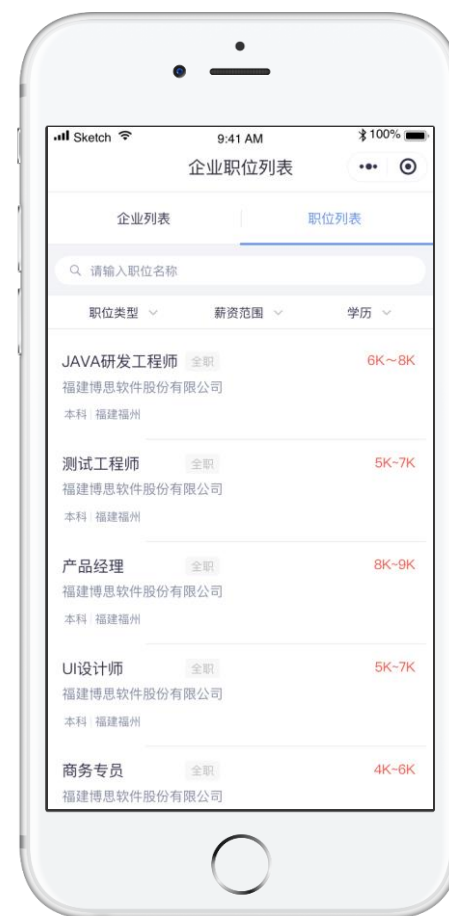 Sketch 9:41 AM 100%
企业职位列表
企业列表 职位列表
请输入职位名称
职位类型 薪资范围 学历
JAVA研发工程师 全职 6K～8K
福建博思软件股份有限公司
本科 福建福州
测试工程师 全职 5K~7K
福建博思软件股份有限公司
本科 福建福州
产品经理 全职 8K~9K
福建博思软件股份有限公司
本科 福建福州
UI设计师 全职 5K~7K
福建博思软件股份有限公司
本科 福建福州
商务专员 全职 4K~6K
福建博思软件股份有限公司